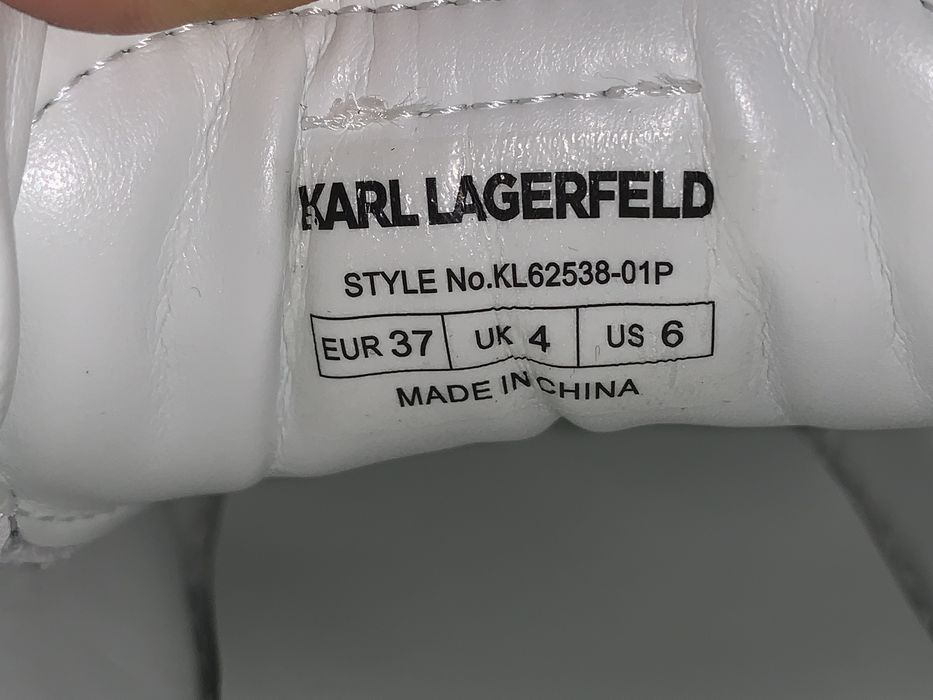 KARL LAGERFELD
STYLE No.KL62538-01P
EUR 37 UK 4 US 6
MADE IN CHINA